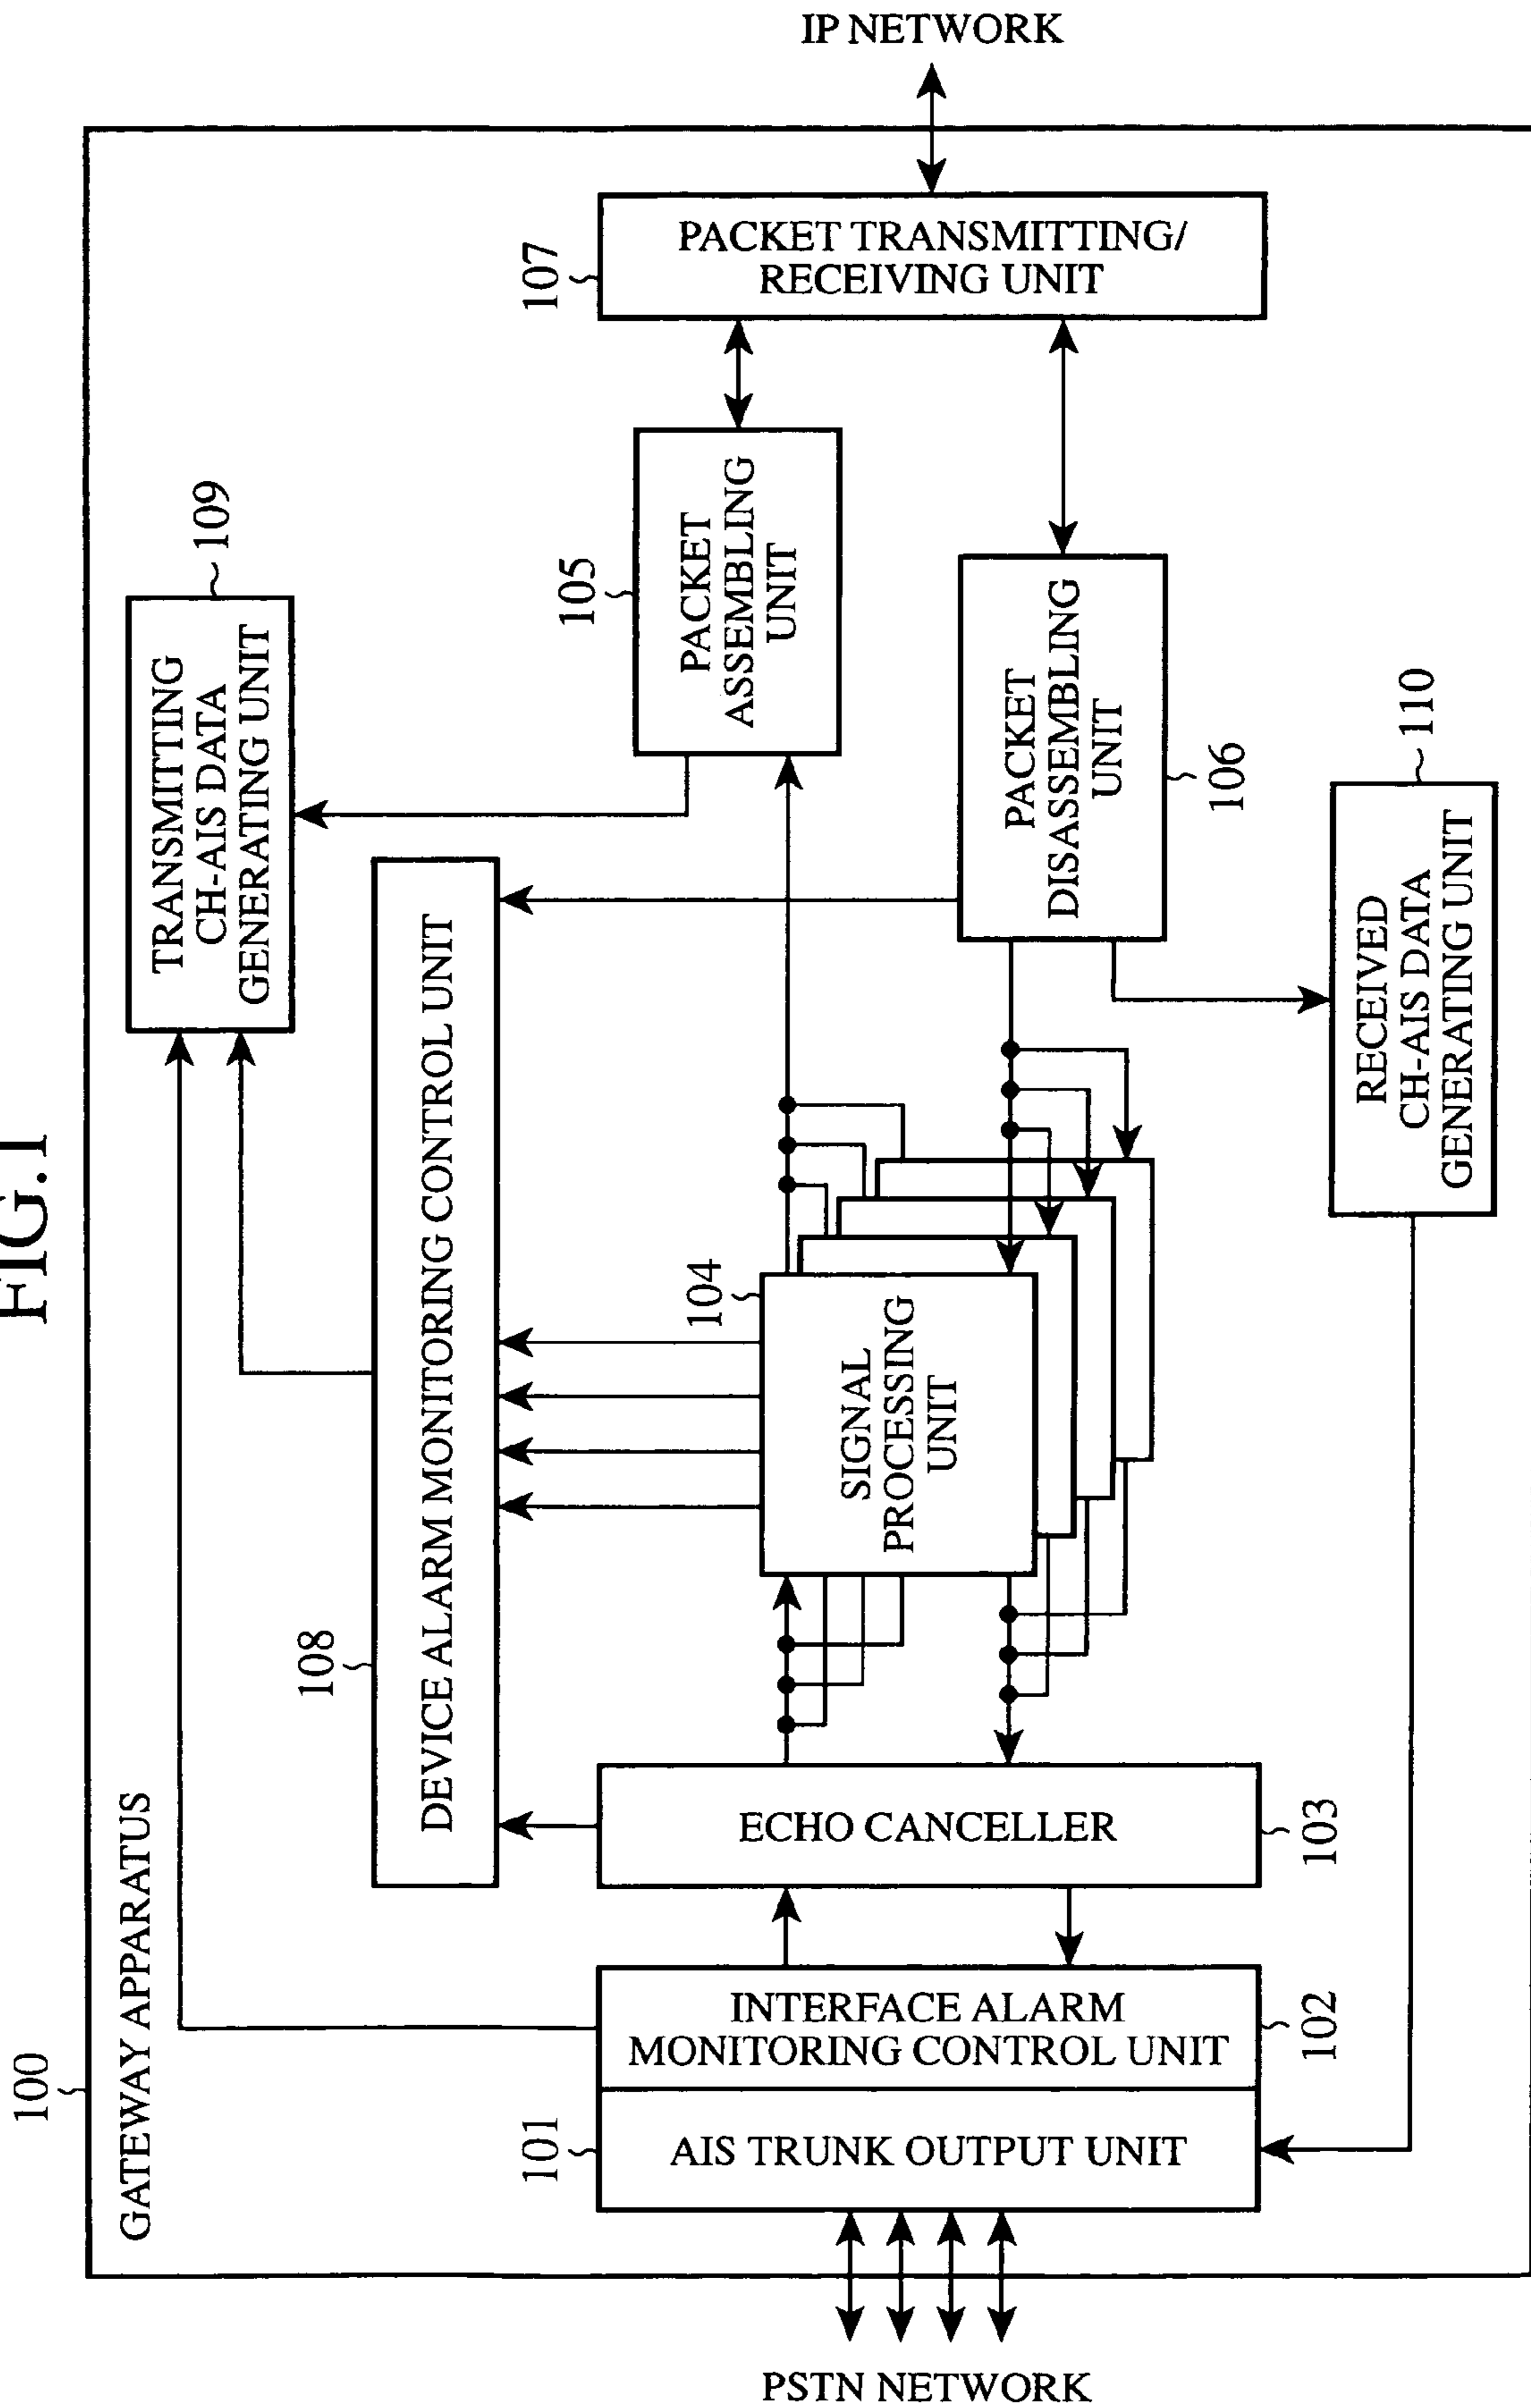 FIG.1
100
GATEWAY APPARATUS
PSTN NETWORK
101
AIS TRUNK OUTPUT UNIT
INTERFACE ALARM
MONITORING CONTROL UNIT
102
ECHO CANCELLER
103
108
DEVICE ALARM MONITORING CONTROL UNIT
104
SIGNAL
PROCESSING
UNIT
TRANSMITTING
CH-AIS DATA
GENERATING UNIT
109
105
PACKET
ASSEMBLING
UNIT
PACKET
DISASSEMBLING
UNIT
106
RECEIVED
CH-AIS DATA
GENERATING UNIT
110
107
PACKET TRANSMITTING/
RECEIVING UNIT
IP NETWORK